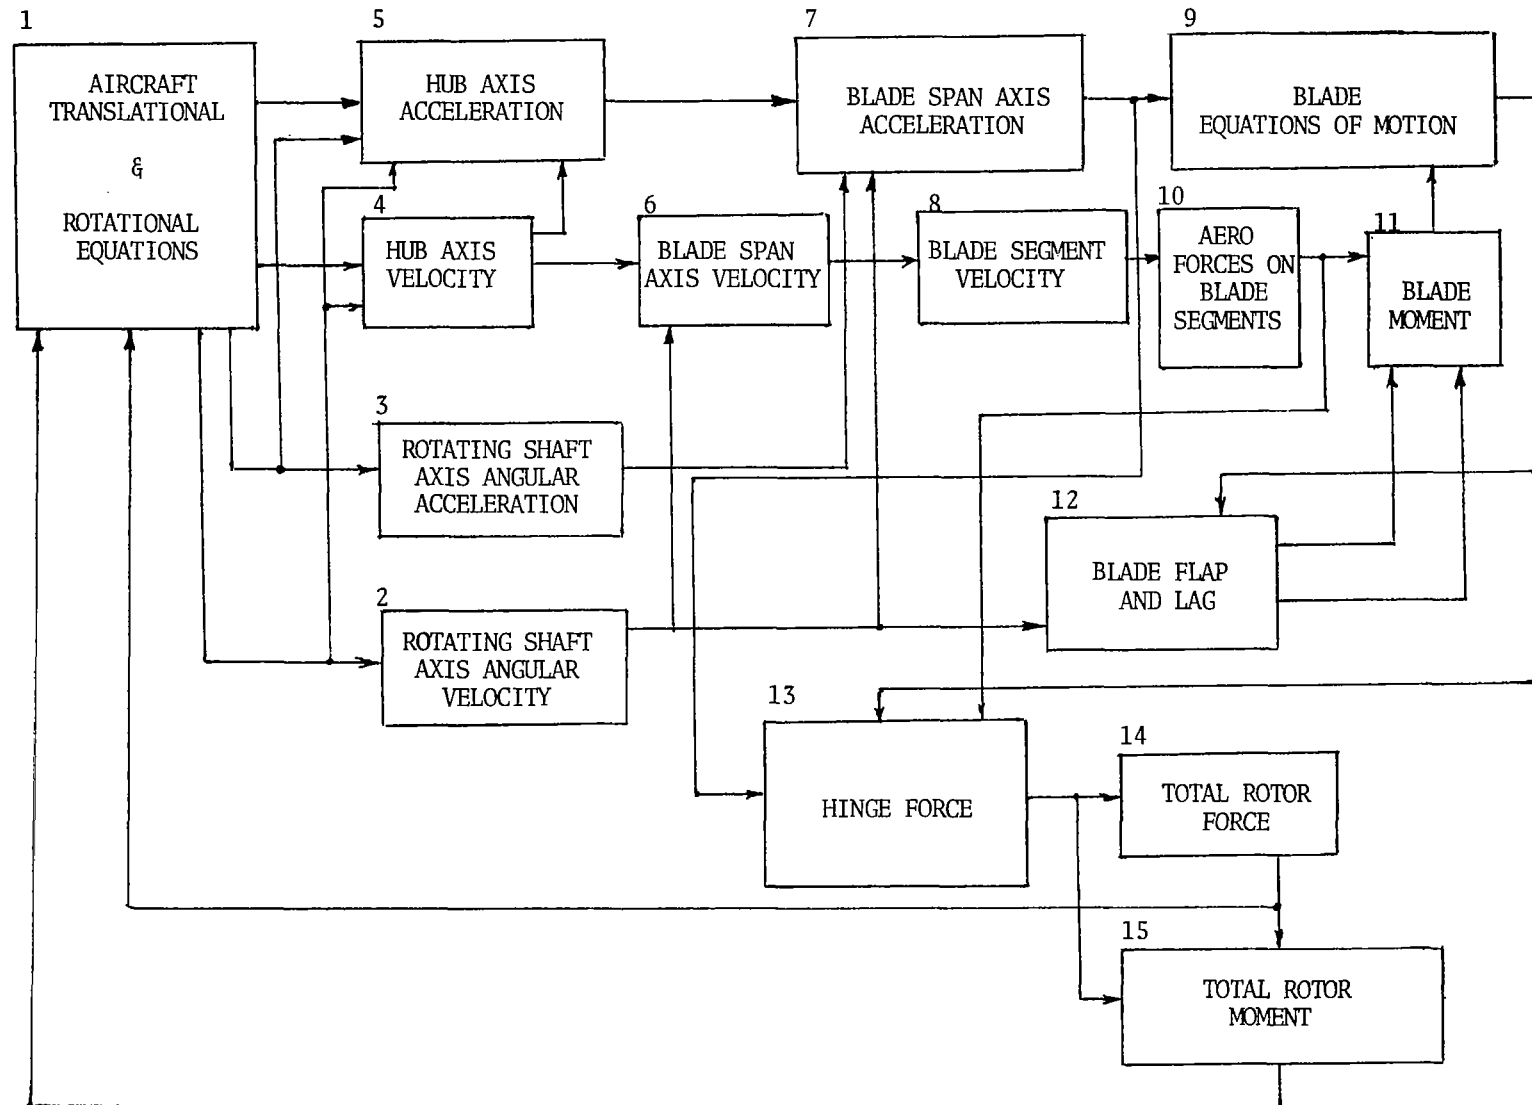 1
AIRCRAFT
TRANSLATIONAL
&
ROTATIONAL
EQUATIONS
5
HUB AXIS
ACCELERATION
7
BLADE SPAN AXIS
ACCELERATION
9
BLADE
EQUATIONS OF MOTION
4
HUB AXIS
VELOCITY
6
BLADE SPAN
AXIS VELOCITY
8
BLADE SEGMENT
VELOCITY
10
AERO
FORCES ON
BLADE
SEGMENTS
11
BLADE
MOMENT
3
ROTATING SHAFT
AXIS ANGULAR
ACCELERATION
12
BLADE FLAP
AND LAG
2
ROTATING SHAFT
AXIS ANGULAR
VELOCITY
13
HINGE FORCE
14
TOTAL ROTOR
FORCE
15
TOTAL ROTOR
MOMENT